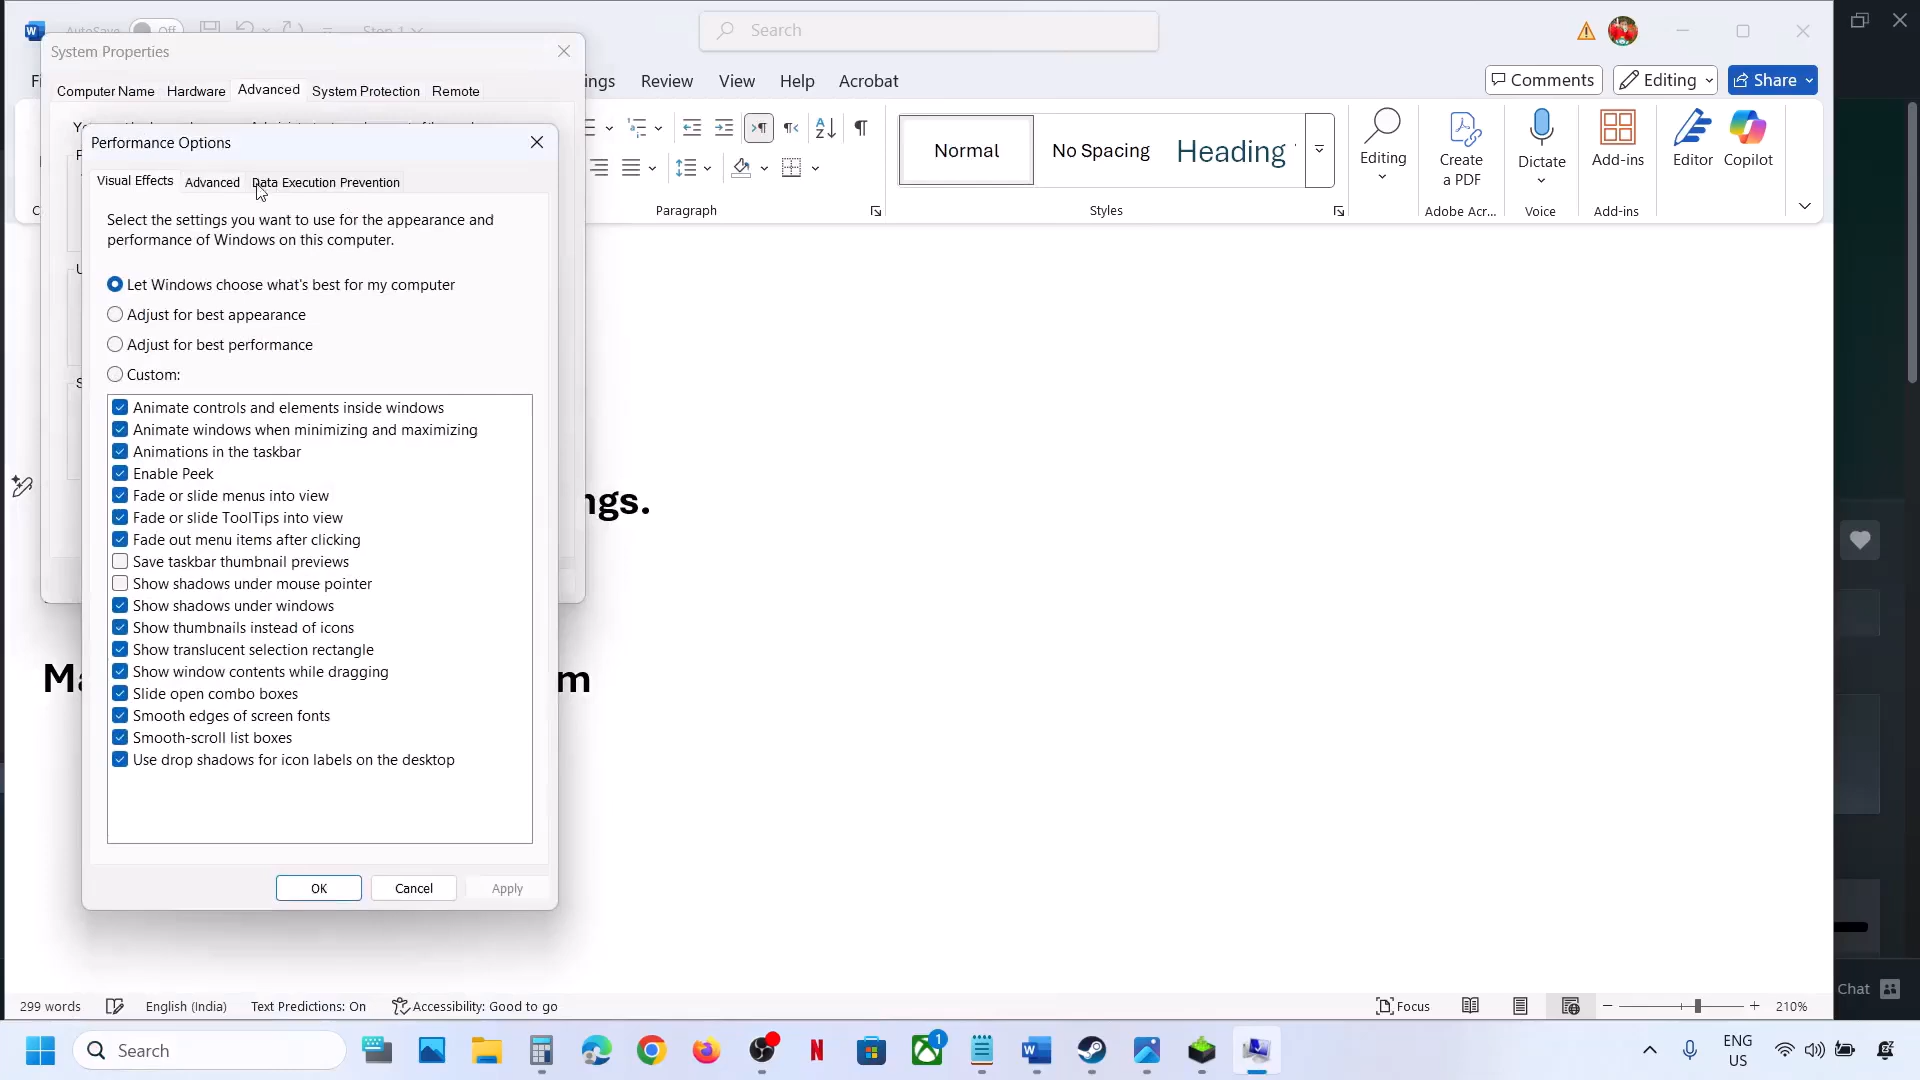 AutoSave Off Step 1
Search
System Properties
ings Review View Help Acrobat
Comments Editing Share
Computer Name Hardware Advanced System Protection Remote
Performance Options
Visual Effects Advanced Data Execution Prevention
Select the settings you want to use for the appearance and
performance of Windows on this computer.
Let Windows choose what's best for my computer
Adjust for best appearance
Adjust for best performance
Custom:
Animate controls and elements inside windows
Animate windows when minimizing and maximizing
Animations in the taskbar
Enable Peek
Fade or slide menus into view
Fade or slide ToolTips into view
Fade out menu items after clicking
Save taskbar thumbnail previews
Show shadows under mouse pointer
Show shadows under windows
Show thumbnails instead of icons
Show translucent selection rectangle
Show window contents while dragging
Slide open combo boxes
Smooth edges of screen fonts
Smooth-scroll list boxes
Use drop shadows for icon labels on the desktop
OK Cancel Apply
Normal No Spacing Heading
Editing
Create
a PDF
Dictate
Add-ins
Editor
Copilot
Paragraph Styles Adobe Acr... Voice Add-ins
ngs.
Ma m
Chat
299 words English (India) Text Predictions: On Accessibility: Good to go Focus 210%
Search
1
ENG
US